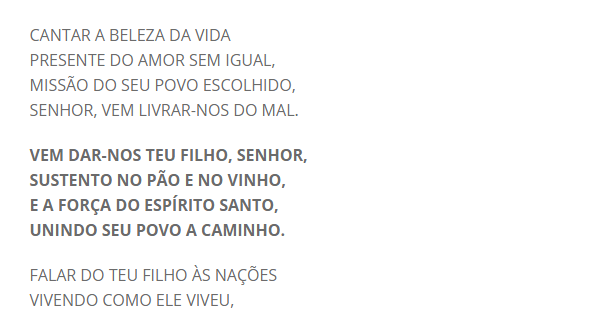 CANTAR A BELEZA DA VIDA
PRESENTE DO AMOR SEM IGUAL,
MISSÃO DO SEU POVO ESCOLHIDO,
SENHOR, VEM LIVRAR-NOS DO MAL.
VEM DAR-NOS TEU FILHO, SENHOR,
SUSTENTO NO PÃO E NO VINHO,
E A FORÇA DO ESPÍRITO SANTO,
UNINDO SEU POVO A CAMINHO.
FALAR DO TEU FILHO ÀS NAÇÕES
VIVENDO COMO ELE VIVEU,